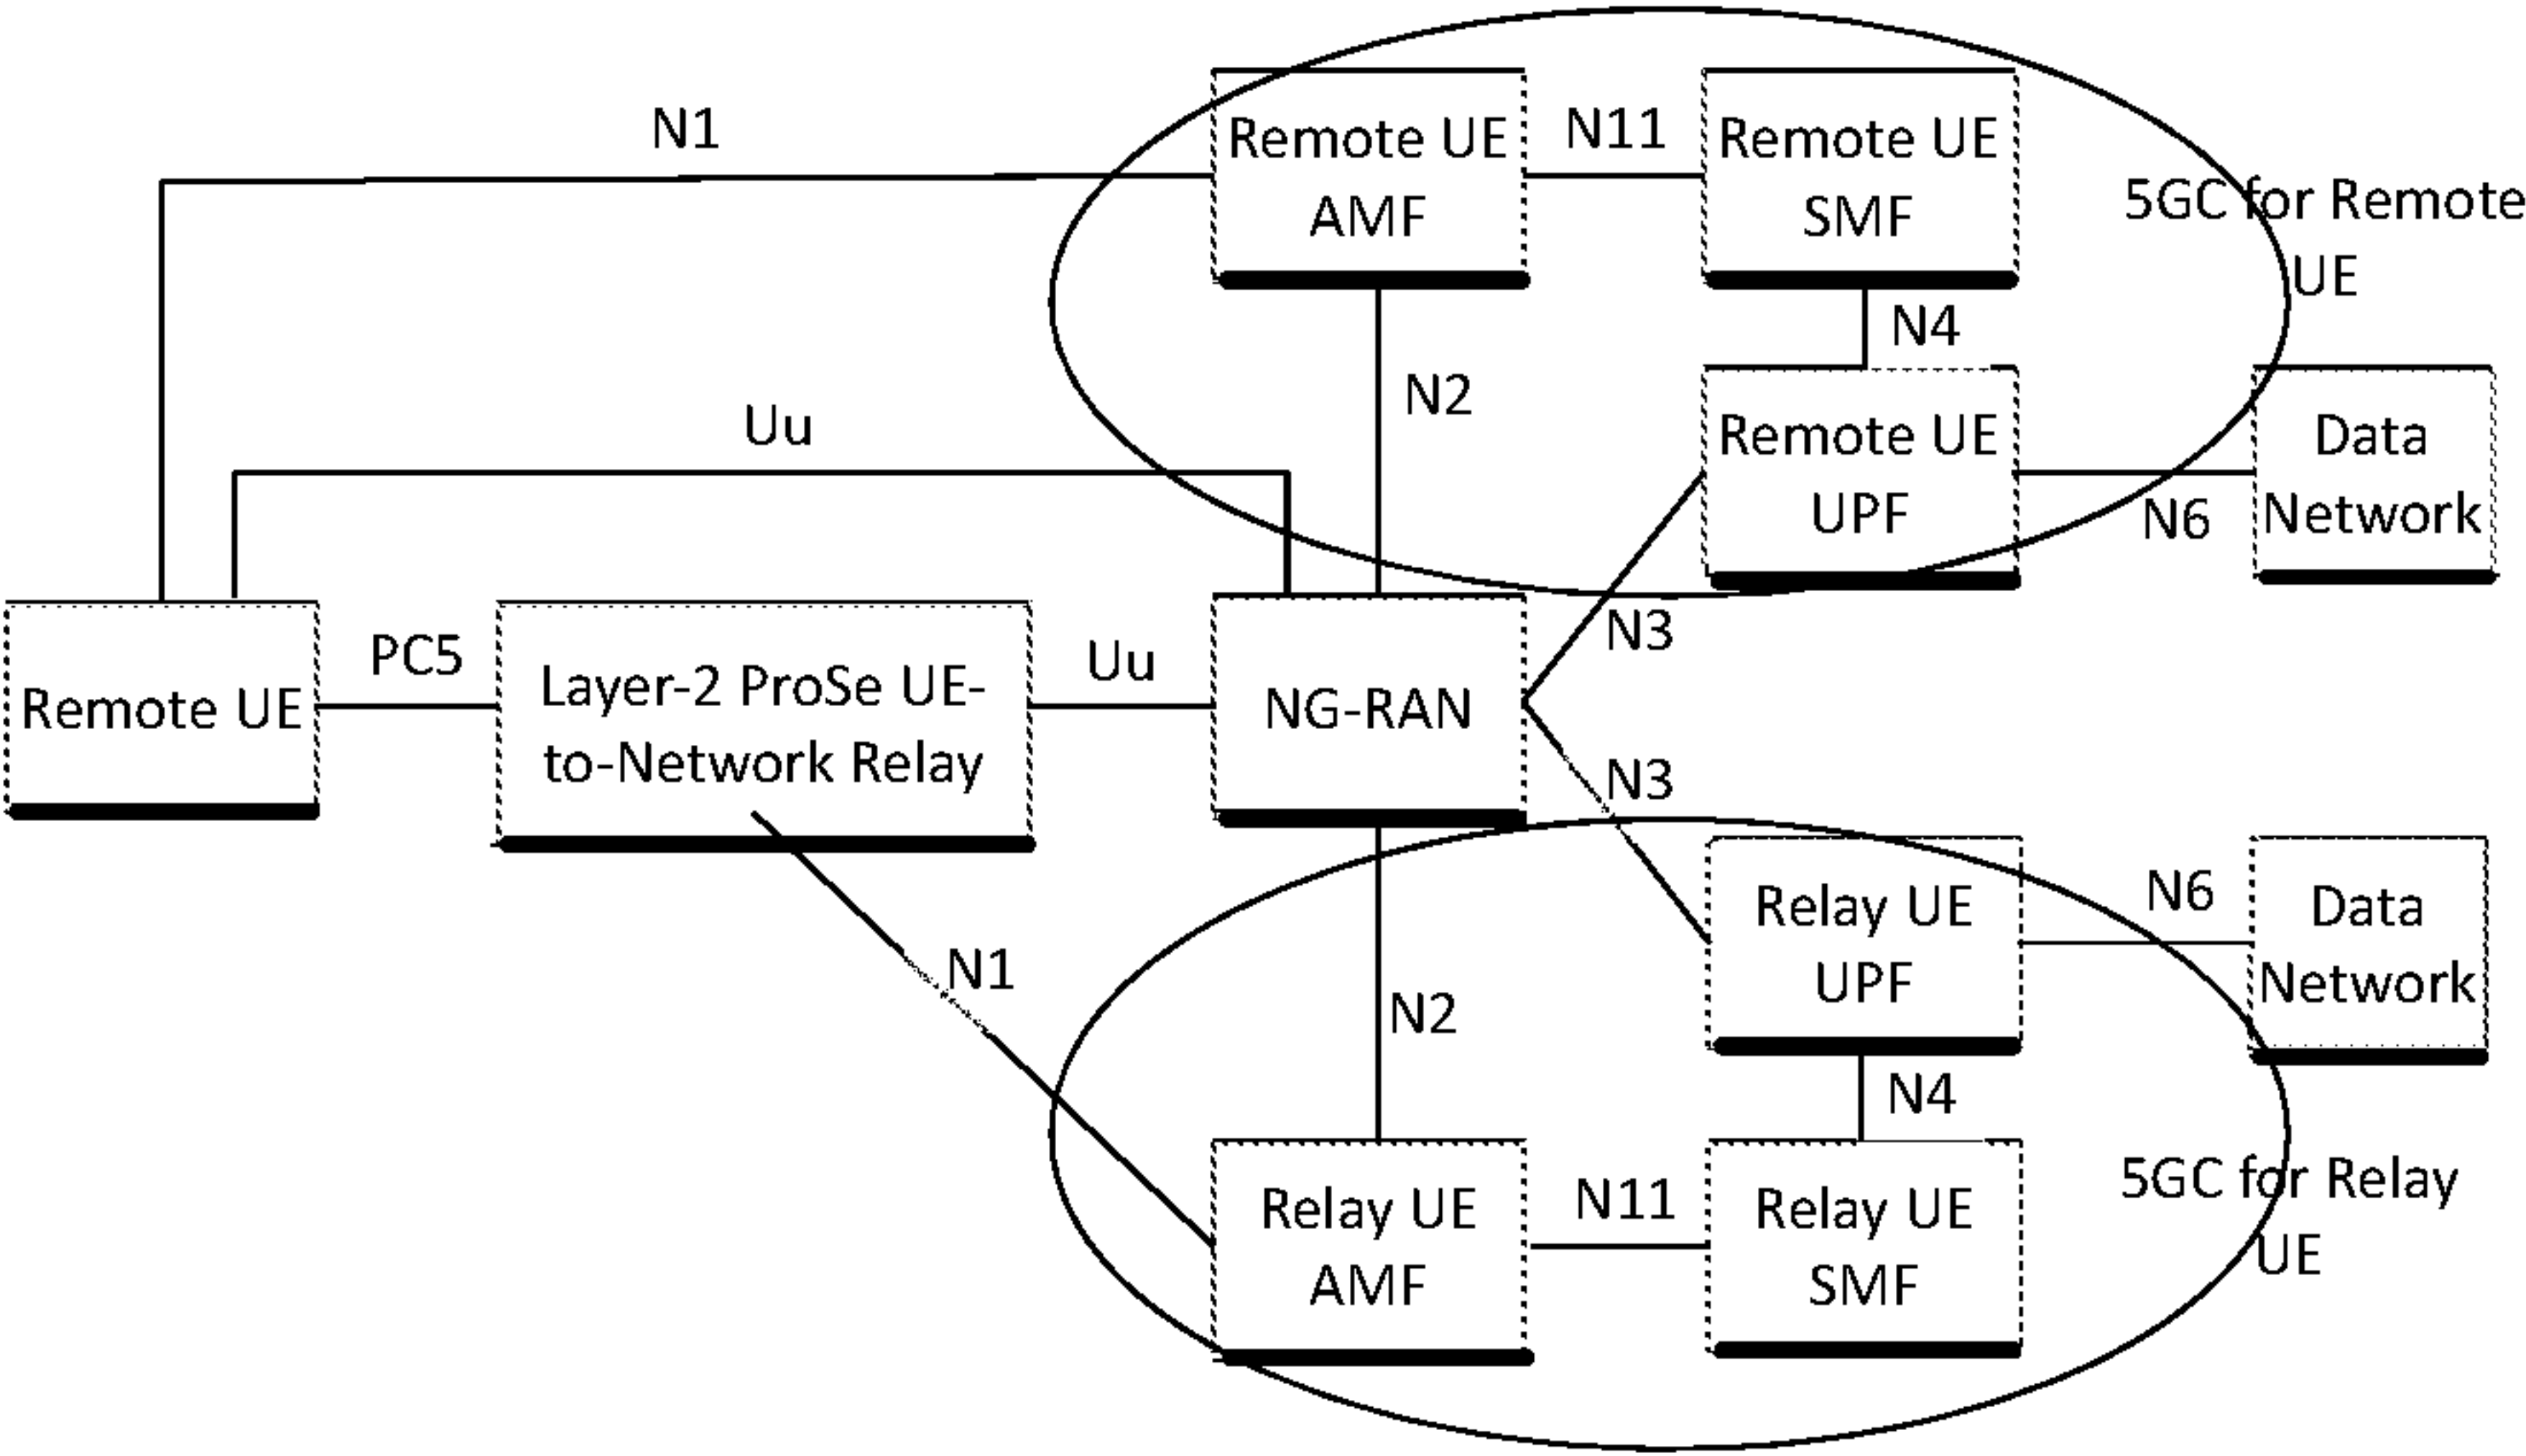 N1
Remote UE
AMF
N11
Remote UE
SMF
5GC for Remote
UE
N4
N2
Uu
Remote UE
UPF
N6
Data
Network
Remote UE
PC5
Layer-2 ProSe UE-
to-Network Relay
Uu
NG-RAN
N3
N3
Relay UE
UPF
N6
Data
Network
N1
N2
N4
Relay UE
AMF
N11
Relay UE
SMF
5GC for Relay
UE